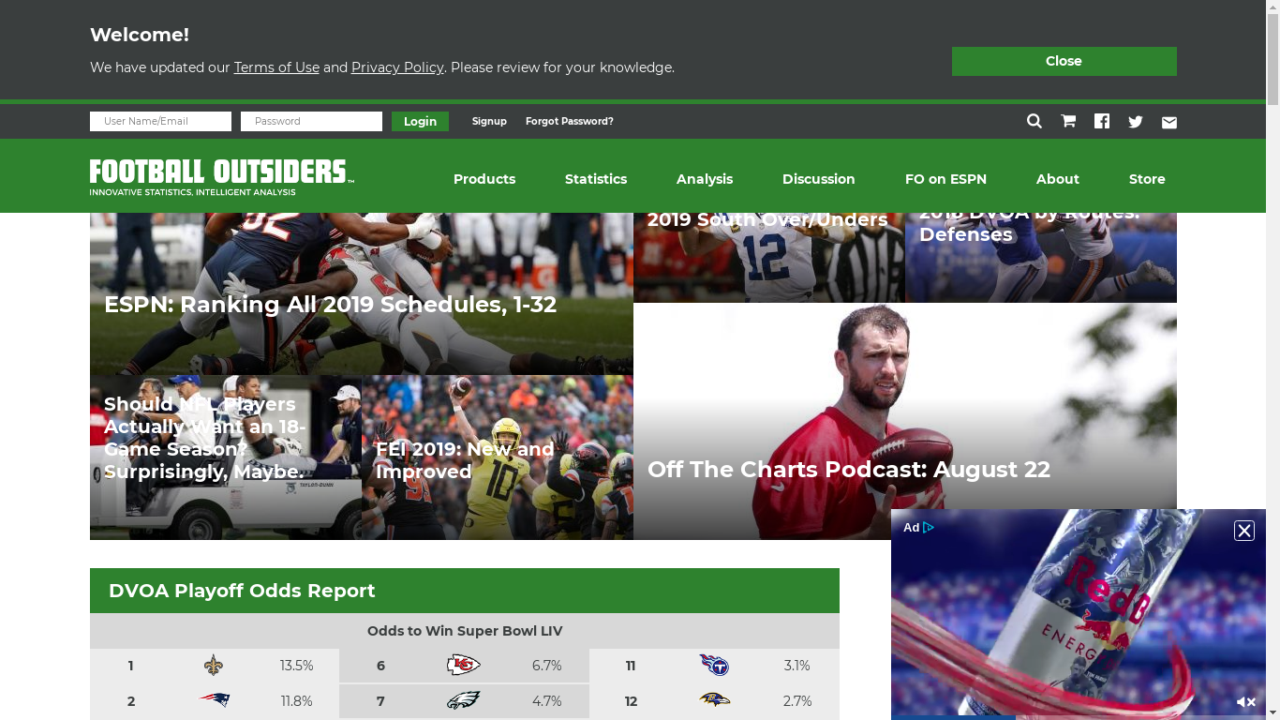 Welcome!
We have updated our Terms of Use and Privacy Policy. Please review for your knowledge.
Close
User Name/Email
Password
Login
Signup
Forgot Password?
FOOTBALL OUTSIDERS™
INNOVATIVE STATISTICS, INTELLIGENT ANALYSIS
Products
Statistics
Analysis
Discussion
FO on ESPN
About
Store
ESPN: Ranking All 2019 Schedules, 1-32
2019 South Over/Unders
2018 DVOA by Routes:
Defenses
12
Should NFL Players
Actually Want an 18-
Game Season?
Surprisingly, Maybe.
FEI 2019: New and
Improved
10
Off The Charts Podcast: August 22
Ad
RedB
ENERG
DVOA Playoff Odds Report
Odds to Win Super Bowl LIV
1 13.5% 6 6.7% 11 3.1%
2 11.8% 7 4.7% 12 2.7%